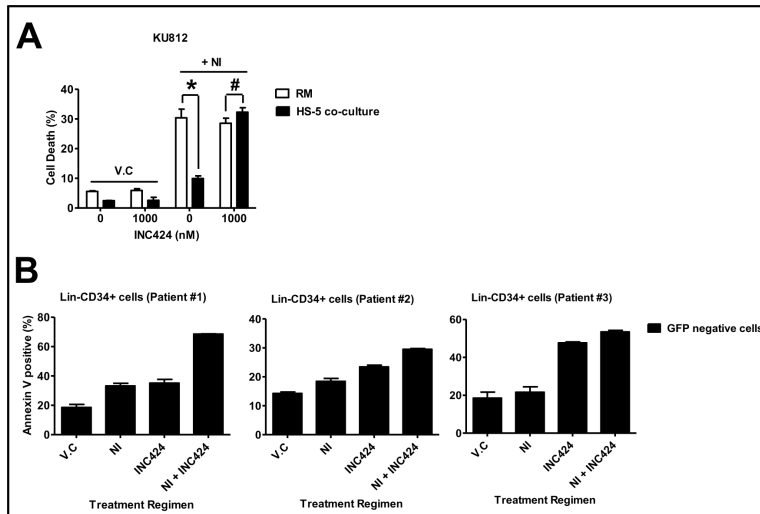 A
KU812
+ NI
* #
RM
HS-5 co-culture
V.C
Cell Death (%)
40
30
20
10
0
0 1000 0 1000
INC424 (nM)
B
Lin-CD34+ cells (Patient #1)
Annexin V positive (%)
80
60
40
20
0
V.C NI INC424 NI + INC424
Treatment Regimen
Lin-CD34+ cells (Patient #2)
40
30
20
10
0
V.C NI INC424 NI + INC424
Treatment Regimen
Lin-CD34+ cells (Patient #3)
60
40
20
0
V.C NI INC424 NI + INC424
Treatment Regimen
GFP negative cells